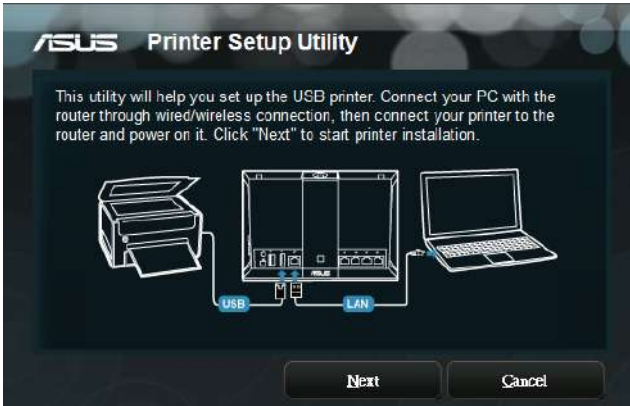 ASUS Printer Setup Utility
This utility will help you set up the USB printer. Connect your PC with the
router through wired/wireless connection, then connect your printer to the
router and power on it. Click "Next" to start printer installation.
ASUS
USB
LAN
Next
Cancel